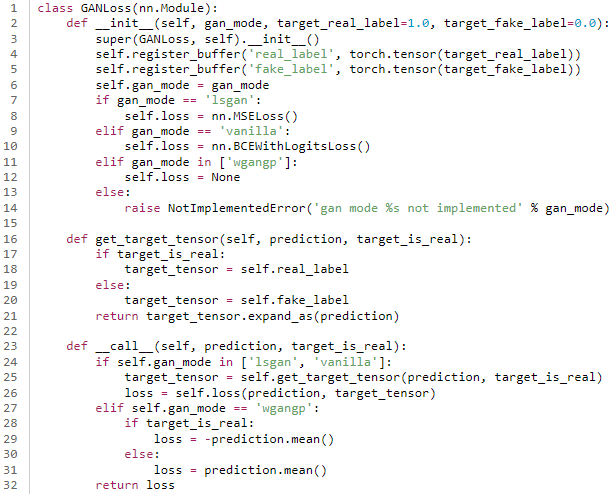 1 class GANLoss(nn.Module):
2     def __init__(self, gan_mode, target_real_label=1.0, target_fake_label=0.0):
3         super(GANLoss, self).__init__()
4         self.register_buffer('real_label', torch.tensor(target_real_label))
5         self.register_buffer('fake_label', torch.tensor(target_fake_label))
6         self.gan_mode = gan_mode
7         if gan_mode == 'lsgan':
8             self.loss = nn.MSELoss()
9         elif gan_mode == 'vanilla':
10             self.loss = nn.BCEWithLogitsLoss()
11         elif gan_mode in ['wgangp']:
12             self.loss = None
13         else:
14             raise NotImplementedError('gan mode %s not implemented' % gan_mode)
15
16     def get_target_tensor(self, prediction, target_is_real):
17         if target_is_real:
18             target_tensor = self.real_label
19         else:
20             target_tensor = self.fake_label
21         return target_tensor.expand_as(prediction)
22
23     def __call__(self, prediction, target_is_real):
24         if self.gan_mode in ['lsgan', 'vanilla']:
25             target_tensor = self.get_target_tensor(prediction, target_is_real)
26             loss = self.loss(prediction, target_tensor)
27         elif self.gan_mode == 'wgangp':
28             if target_is_real:
29                 loss = -prediction.mean()
30             else:
31                 loss = prediction.mean()
32         return loss